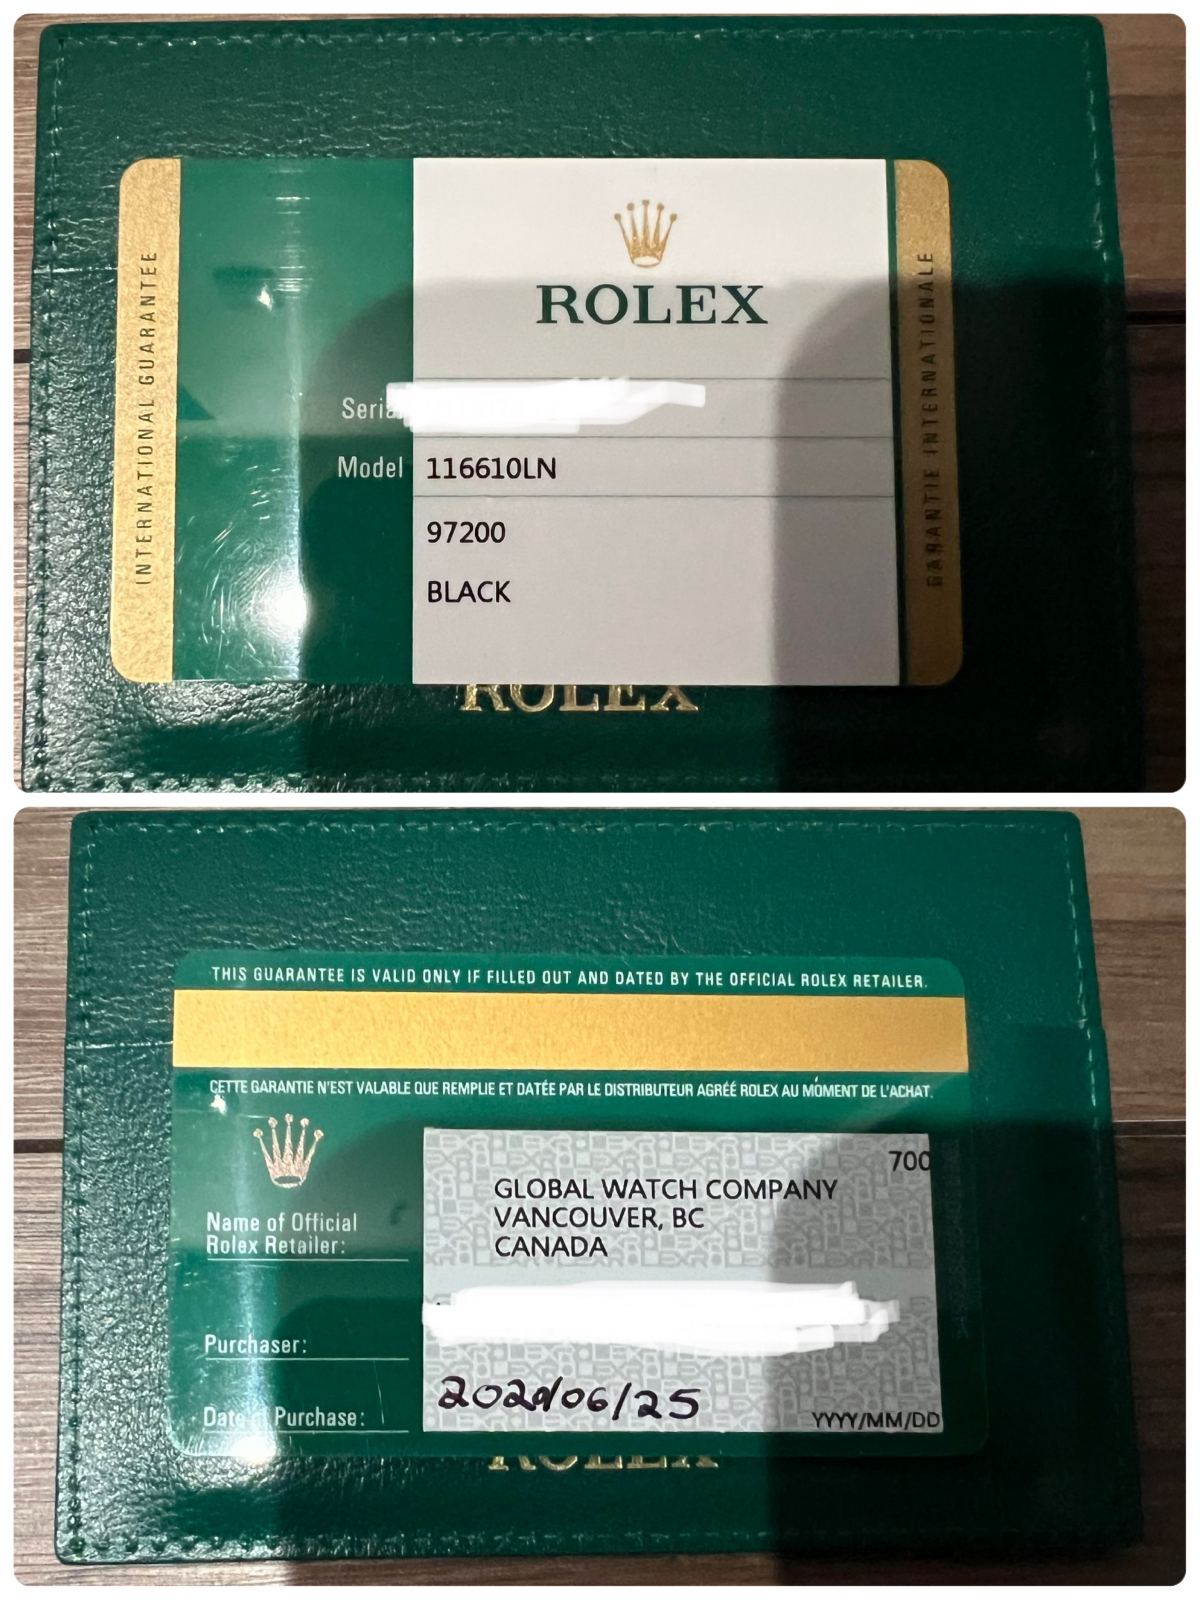 INTERNATIONAL GUARANTEE
ROLEX
Serial
Model 116610LN
97200
BLACK
GARANTIE INTERNATIONALE
ROLEX
THIS GUARANTEE IS VALID ONLY IF FILLED OUT AND DATED BY THE OFFICIAL ROLEX RETAILER.
CETTE GARANTIE N'EST VALABLE QUE REMPLIE ET DATÉE PAR LE DISTRIBUTEUR AGRÉÉ ROLEX AU MOMENT DE L'ACHAT.
700
GLOBAL WATCH COMPANY
VANCOUVER, BC
CANADA
Name of Official
Rolex Retailer:
Purchaser:
Date of Purchase: 2020/06/25
YYYY/MM/DD
ROLEX